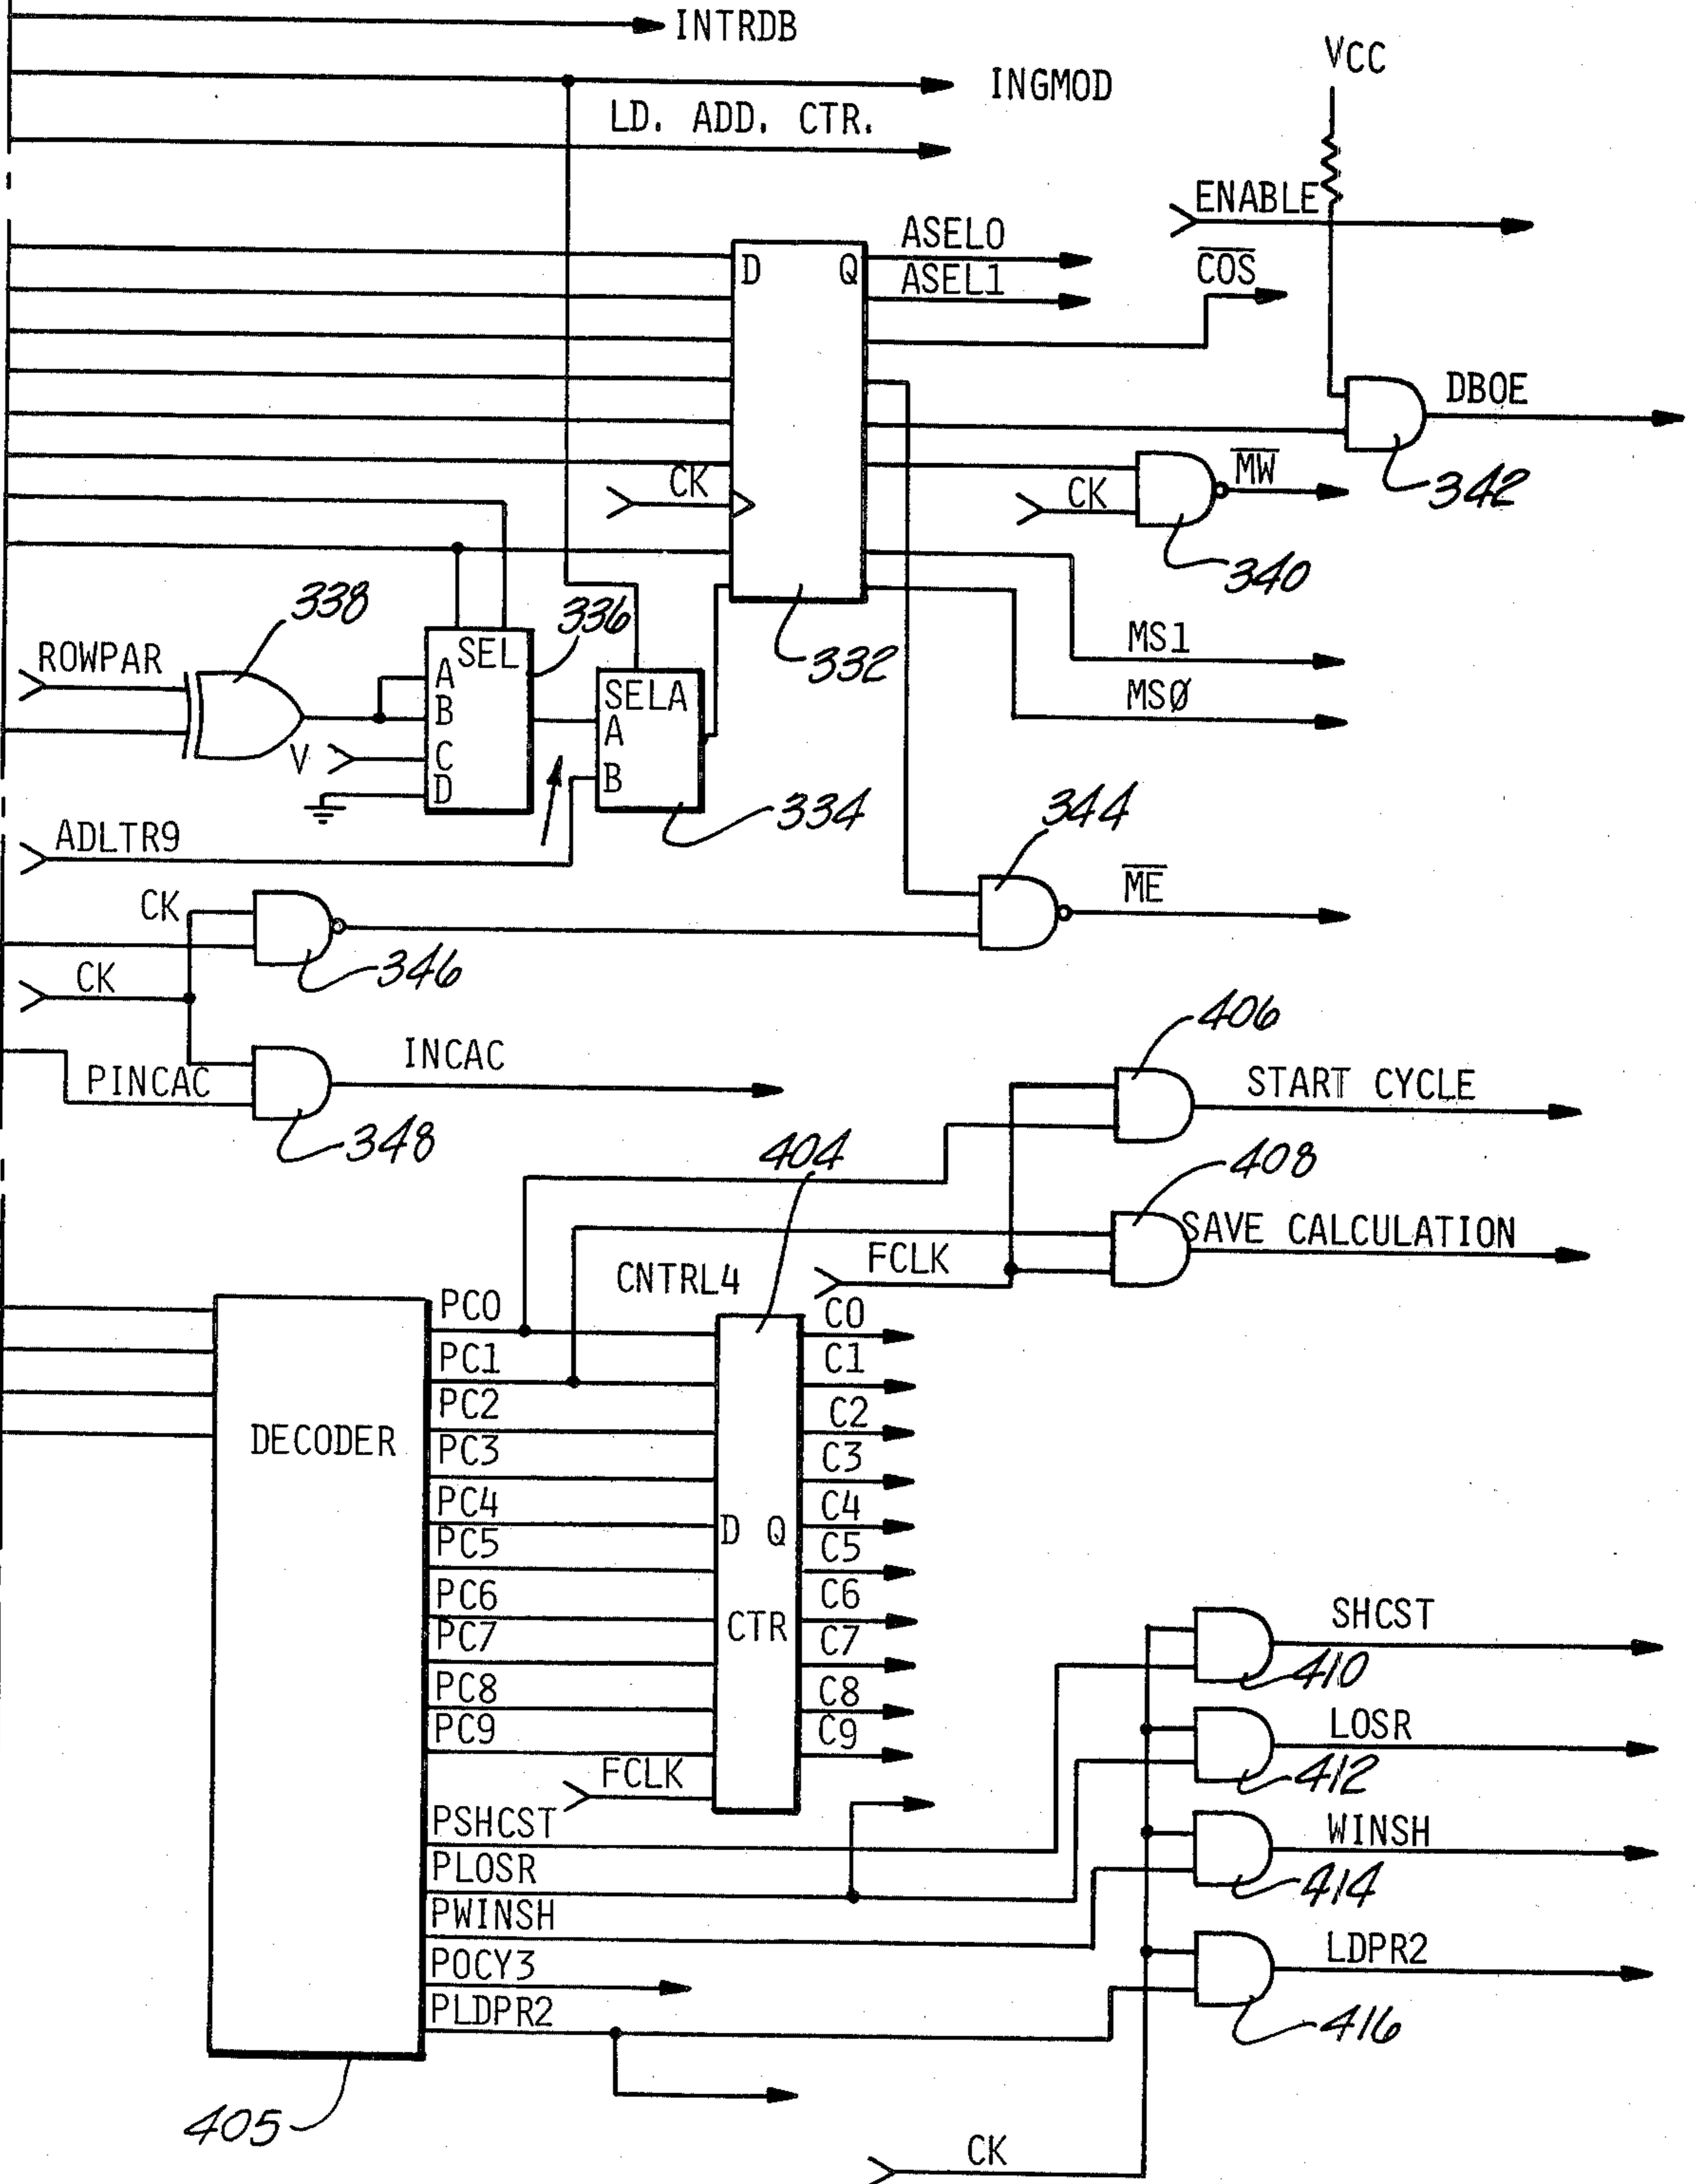 INTRDB
VCC
INGMOD
LD. ADD. CTR.
ENABLE
ASEL0
D Q
COS
ASEL1
DBOE
MW
CK
CK
342
340
338
336
SEL
ROWPAR
A
MS1
332
SELA
B
MSØ
A
V
C
B
D
334
344
ADLTR9
ME
CK
346
CK
406
INCAC
START CYCLE
PINCAC
348
404
408
SAVE CALCULATION
FCLK
CNTRL4
PC0
C0
PC1
C1
PC2
C2
DECODER
PC3
C3
PC4
C4
D Q
PC5
C5
PC6
C6
SHCST
CTR
PC7
C7
410
PC8
C8
LOSR
PC9
C9
412
FCLK
PSHCST
WINSH
PLOSR
414
PWINSH
LDPR2
POCY3
PLDPR2
416
405
CK